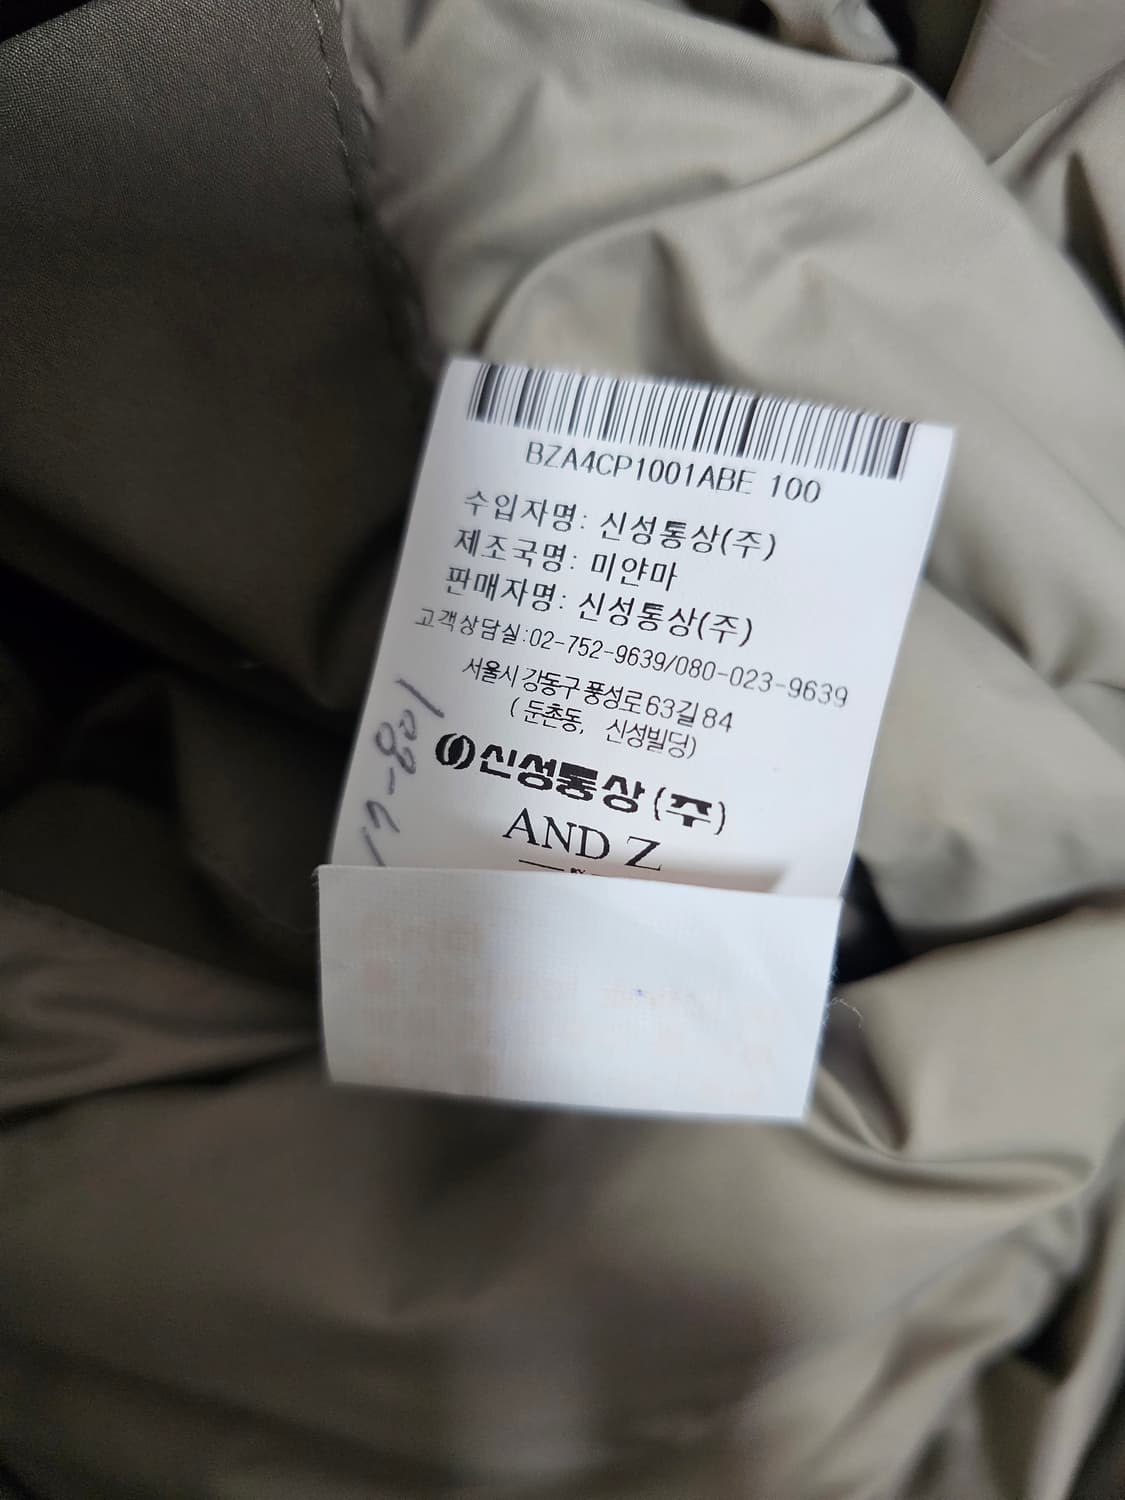 BZA4CP1001ABE 100
수입자명: 신성통상(주)
제조국명: 미얀마
판매자명: 신성통상(주)
고객상담실:02-752-9639/080-023-9639
서울시 강동구 풍성로63길84
( 둔촌동, 신성빌딩)
신성통상(주)
AND Z
BY
17-801